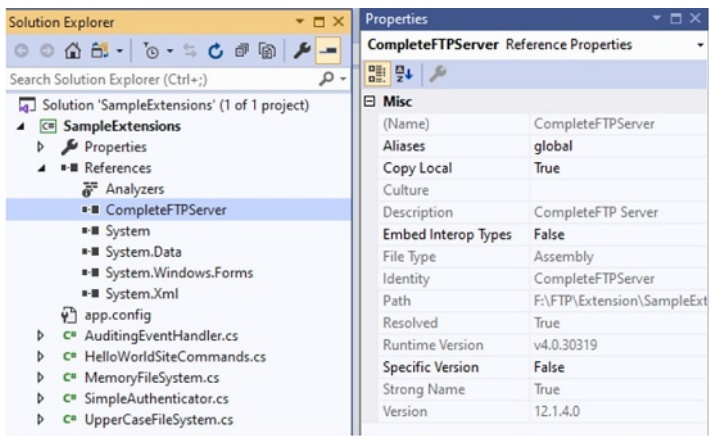 Solution Explorer
Search Solution Explorer (Ctrl+;)
Solution 'SampleExtensions' (1 of 1 project)
C# SampleExtensions
Properties
References
Analyzers
CompleteFTPServer
System
System.Data
System.Windows.Forms
System.Xml
app.config
C# AuditingEventHandler.cs
C# HelloWorldSiteCommands.cs
C# MemoryFileSystem.cs
C# SimpleAuthenticator.cs
C# UpperCaseFileSystem.cs
Properties
CompleteFTPServer Reference Properties
Misc
(Name) CompleteFTPServer
Aliases global
Copy Local True
Culture
Description CompleteFTP Server
Embed Interop Types False
File Type Assembly
Identity CompleteFTPServer
Path F:\FTP\Extension\SampleExt
Resolved True
Runtime Version v4.0.30319
Specific Version False
Strong Name True
Version 12.1.4.0